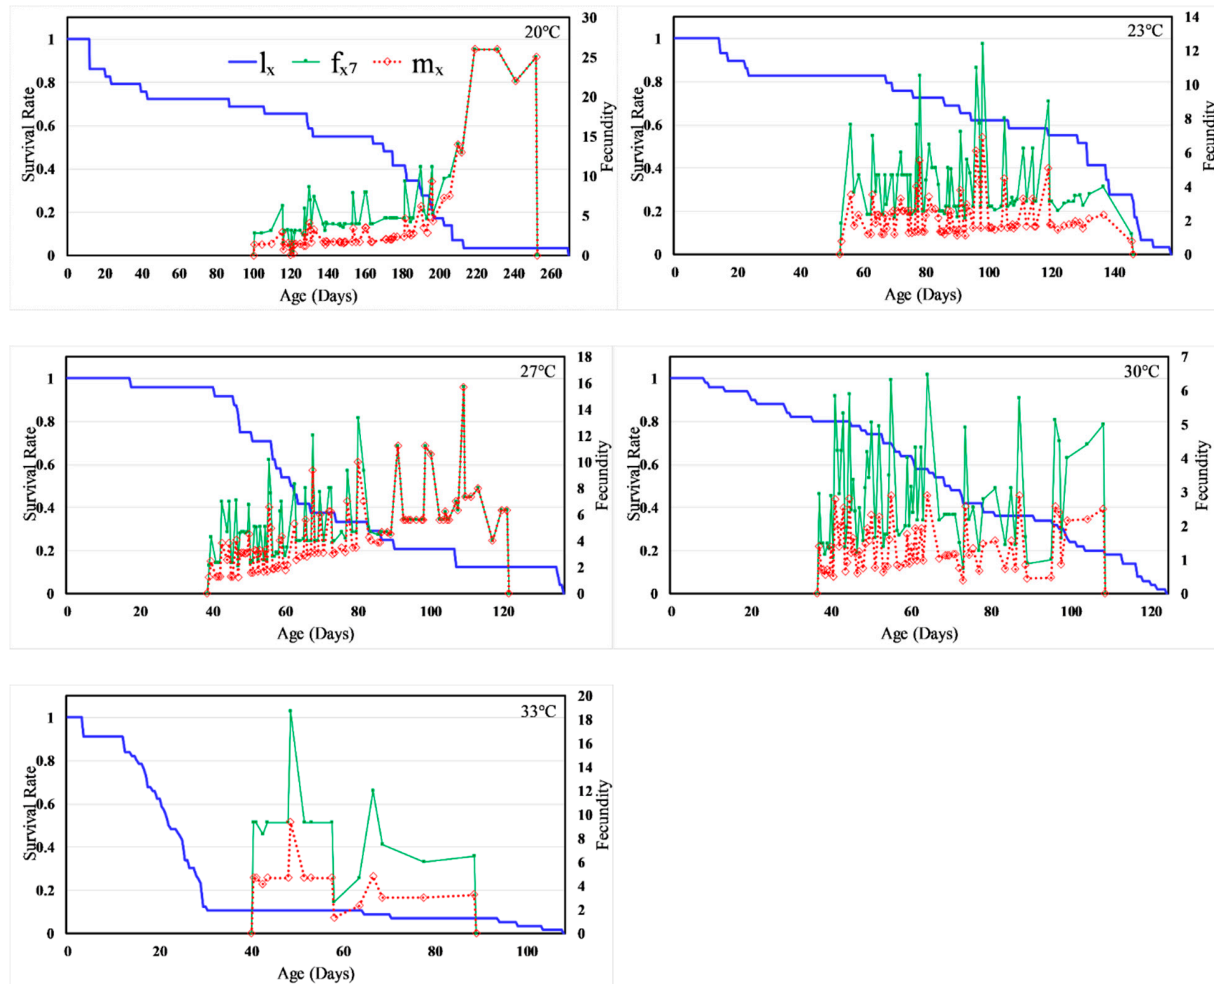 20°C
l_x f_x7 m_x
Survival Rate
1
0.8
0.6
0.4
0.2
0
30
25
20
15
10
5
0
Fecundity
0 20 40 60 80 100 120 140 160 180 200 220 240 260
Age (Days)
23°C
Survival Rate
1
0.8
0.6
0.4
0.2
0
14
12
10
8
6
4
2
0
Fecundity
0 20 40 60 80 100 120 140
Age (Days)
27°C
Survival Rate
1
0.8
0.6
0.4
0.2
0
18
16
14
12
10
8
6
4
2
0
Fecundity
0 20 40 60 80 100 120
Age (Days)
30°C
Survival Rate
1
0.8
0.6
0.4
0.2
0
7
6
5
4
3
2
1
0
Fecundity
0 20 40 60 80 100 120
Age (Days)
33°C
Survival Rate
1
0.8
0.6
0.4
0.2
0
20
18
16
14
12
10
8
6
4
2
0
Fecundity
0 20 40 60 80 100
Age (Days)